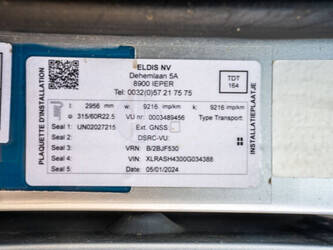 ELDIS NV
Dehemlaan 5A
8900 IEPER
Tel: 0032(0)57 21 75 75
TDT
164
PLAQUETTE D'INSTALLATION
INSTALLATIEPLAATJE
l: 2956 mm w: 9216 imp/km k: 9216 imp/km
315/60R22.5 VU nr: 0003489456 Type Transport:
Seal 1: UN02027215 Ext. GNSS:
Seal 2: DSRC-VU:
Seal 3: VRN: B/2BJF530
Seal 4: VIN: XLRASH4300G034388
Seal 5: Date: 05/01/2024